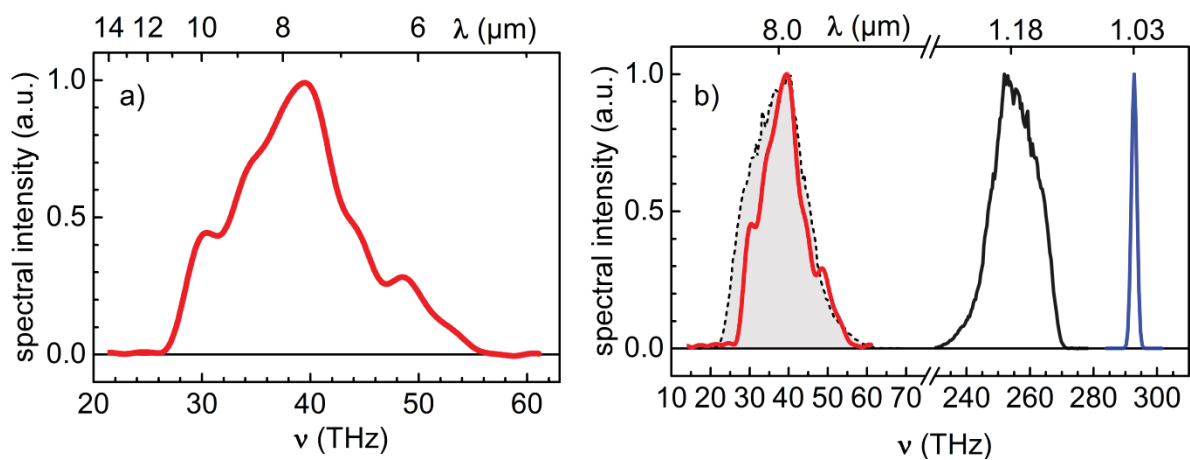 14 12 10 8 6 λ (μm)
a)
spectral intensity (a.u.)
1.0
0.5
0.0
20 30 40 50 60
ν (THz)
8.0 λ (μm) 1.18 1.03
b)
spectral intensity (a.u.)
1.0
0.5
0.0
10 20 30 40 50 60 70 240 260 280 300
ν (THz)